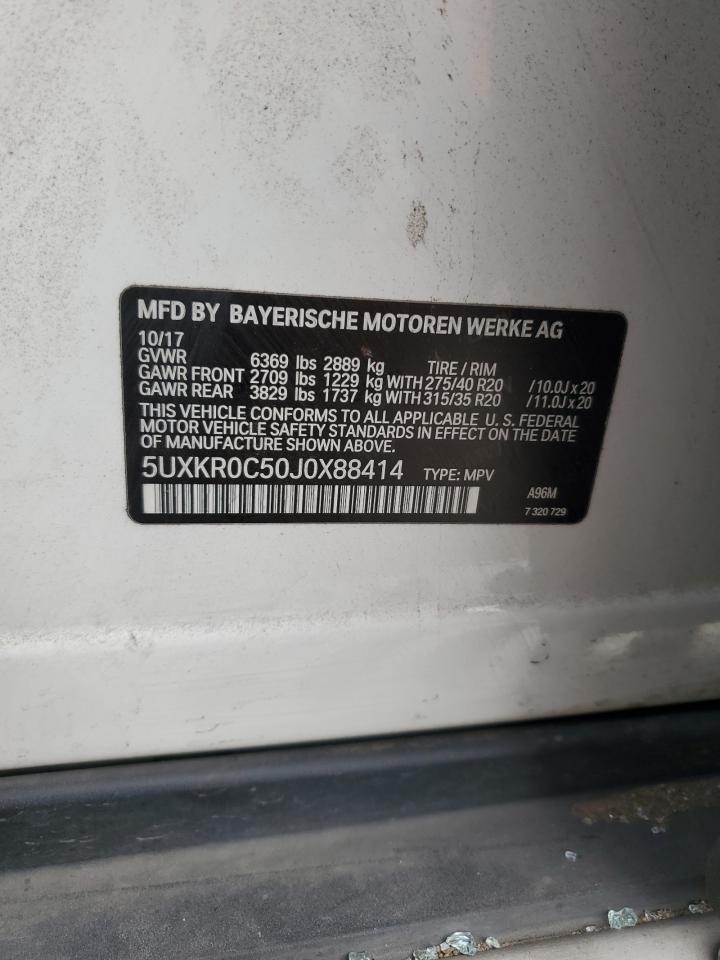 MFD BY BAYERISCHE MOTOREN WERKE AG
10/17
GVWR 6369 lbs 2889 kg TIRE / RIM
GAWR FRONT 2709 lbs 1229 kg WITH 275/40 R20 /10.0J x 20
GAWR REAR 3829 lbs 1737 kg WITH 315/35 R20 /11.0J x 20
THIS VEHICLE CONFORMS TO ALL APPLICABLE U. S. FEDERAL
MOTOR VEHICLE SAFETY STANDARDS IN EFFECT ON THE DATE
OF MANUFACTURE SHOWN ABOVE.
5UXKR0C50J0X88414 TYPE: MPV
A96M
7 320 729